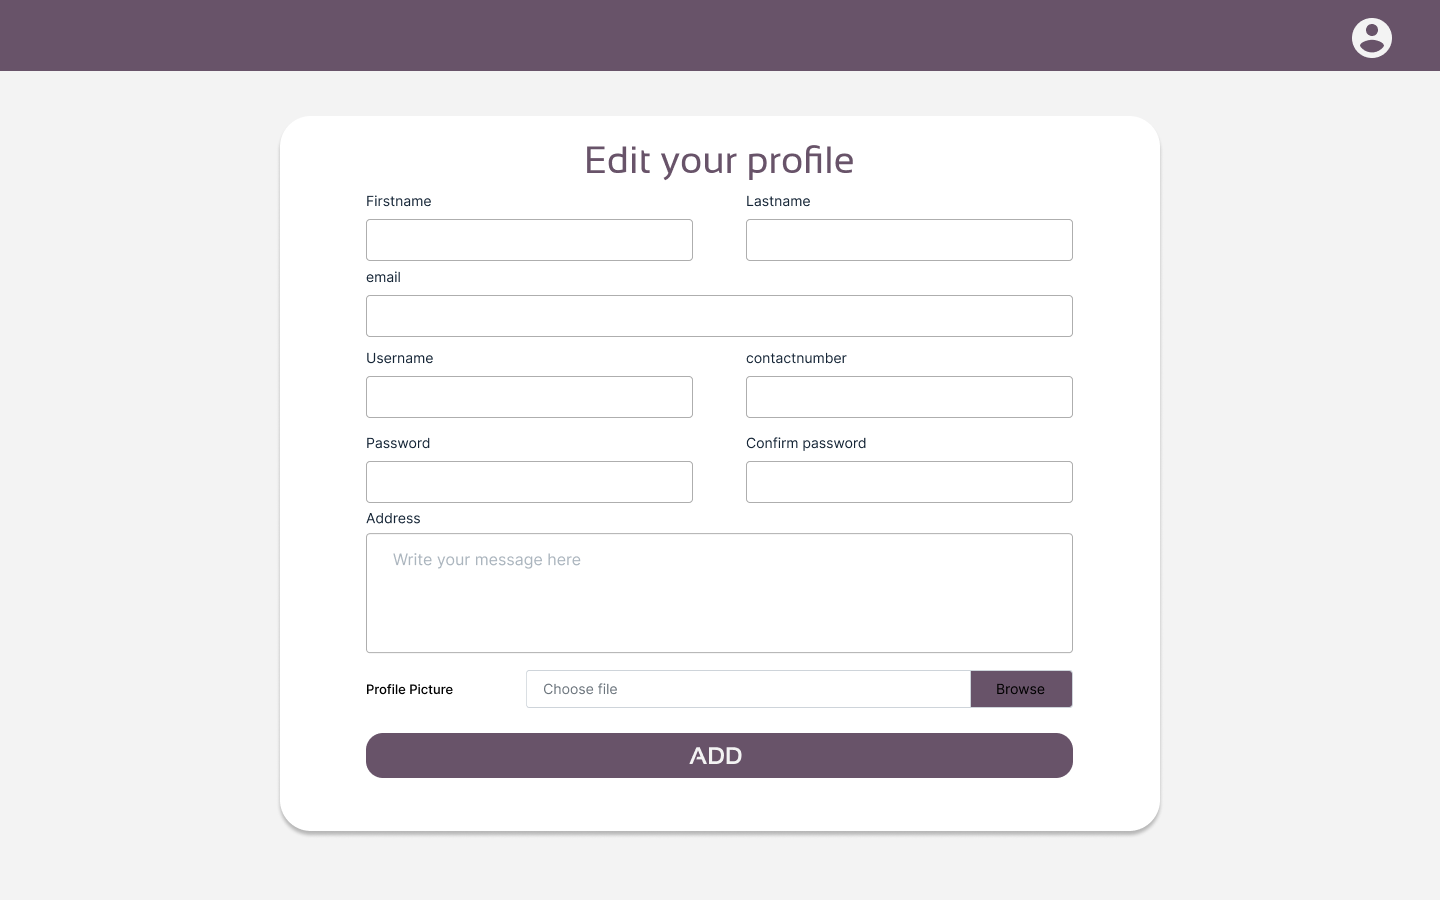 Edit your profile
Firstname
Lastname
email
Username
contactnumber
Password
Confirm password
Address
Write your message here
Profile Picture
Choose file
Browse
ADD